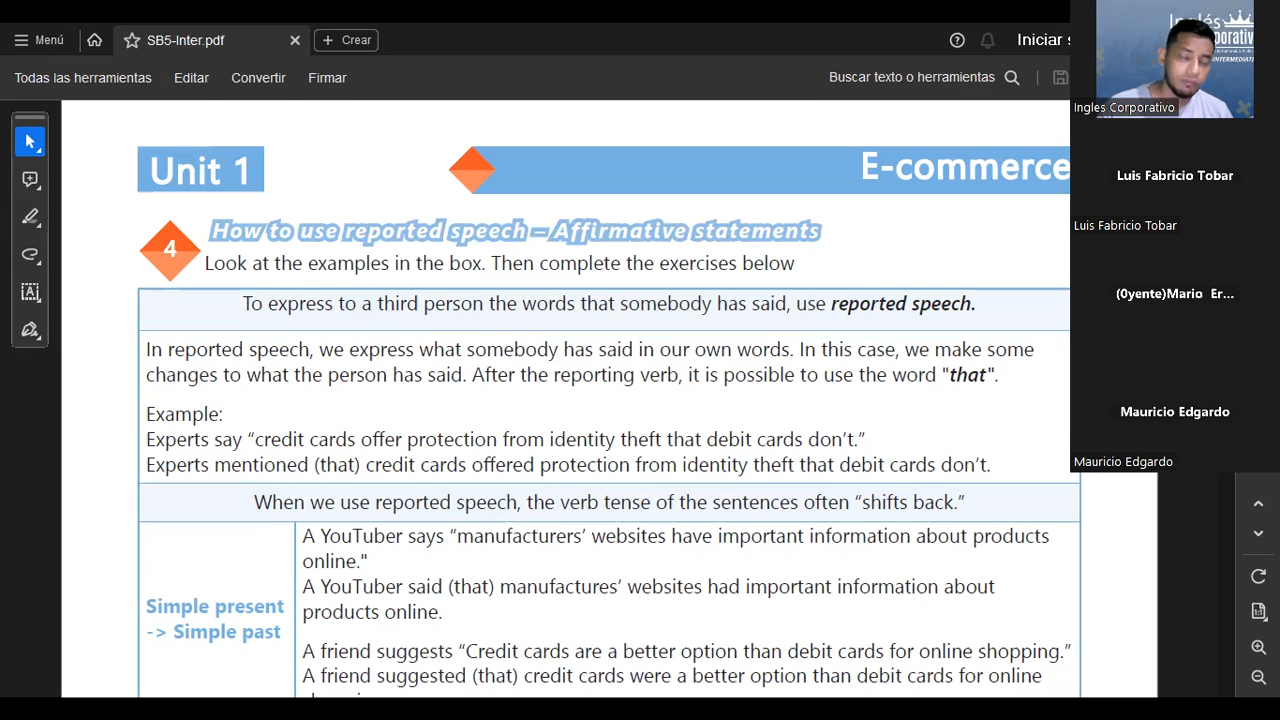 Menú
SB5-Inter.pdf
Crear
Iniciar s
Todas las herramientas
Editar
Convertir
Firmar
Buscar texto o herramientas
Unit 1
E-commerce
4
How to use reported speech – Affirmative statements
Look at the examples in the box. Then complete the exercises below
To express to a third person the words that somebody has said, use reported speech.
In reported speech, we express what somebody has said in our own words. In this case, we make some
changes to what the person has said. After the reporting verb, it is possible to use the word "that".
Example:
Experts say “credit cards offer protection from identity theft that debit cards don’t.”
Experts mentioned (that) credit cards offered protection from identity theft that debit cards don’t.
When we use reported speech, the verb tense of the sentences often “shifts back.”
Simple present
-> Simple past
A YouTuber says “manufacturers’ websites have important information about products
online."
A YouTuber said (that) manufactures’ websites had important information about
products online.
A friend suggests “Credit cards are a better option than debit cards for online shopping.”
A friend suggested (that) credit cards were a better option than debit cards for online
Inglés
INTERMEDIATE
Ingles Corporativo
Luis Fabricio Tobar
Luis Fabricio Tobar
(0yente)Mario Er...
Mauricio Edgardo
Mauricio Edgardo